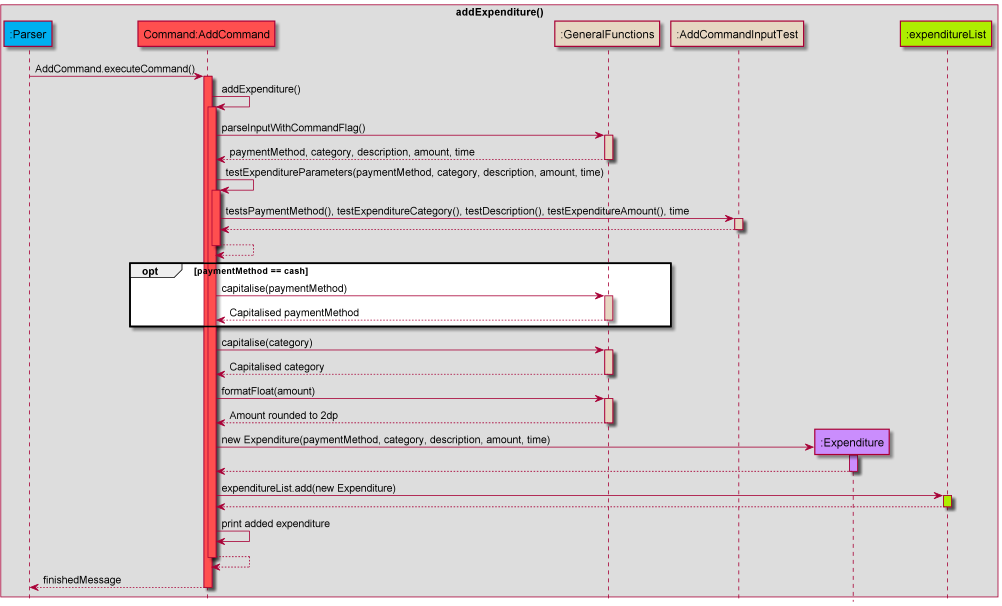 addExpenditure()
:Parser
Command:AddCommand
:GeneralFunctions
:AddCommandInputTest
:expenditureList
AddCommand.executeCommand()
addExpenditure()
parseInputWithCommandFlag()
paymentMethod, category, description, amount, time
testExpenditureParameters(paymentMethod, category, description, amount, time)
testsPaymentMethod(), testExpenditureCategory(), testDescription(), testExpenditureAmount(), time
opt
[paymentMethod == cash]
capitalise(paymentMethod)
Capitalised paymentMethod
capitalise(category)
Capitalised category
formatFloat(amount)
Amount rounded to 2dp
new Expenditure(paymentMethod, category, description, amount, time)
:Expenditure
expenditureList.add(new Expenditure)
print added expenditure
finishedMessage